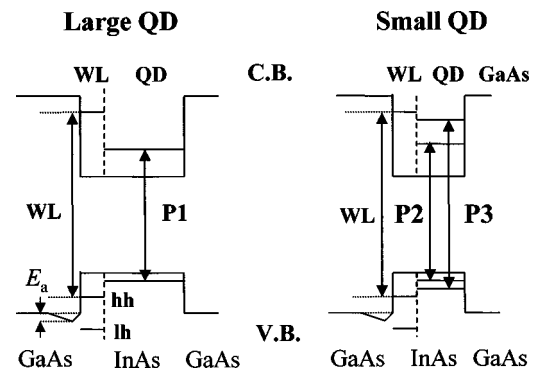 Large QD
Small QD
WL QD
C.B.
WL QD GaAs
WL
P1
WL
P2
P3
Ea
hh
lh
V.B.
GaAs InAs GaAs
GaAs InAs GaAs